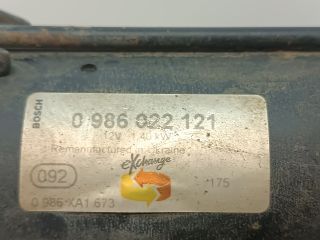 BOSCH
0 986 022 121
12V 1.40 kW
Remanufactured in Ukraine
eXchange
092
175
0 986 XA1 673